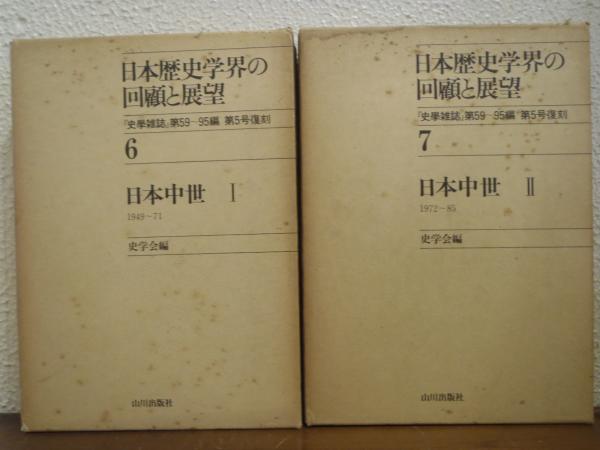 日本歴史学界の
回顧と展望
『史學雑誌』第59〜95編 第5号復刻
6
日本中世 Ⅰ
1949〜71
史学会編
山川出版社
日本歴史学界の
回顧と展望
『史學雑誌』第59〜95編 第5号復刻
7
日本中世 Ⅱ
1972〜85
史学会編
山川出版社